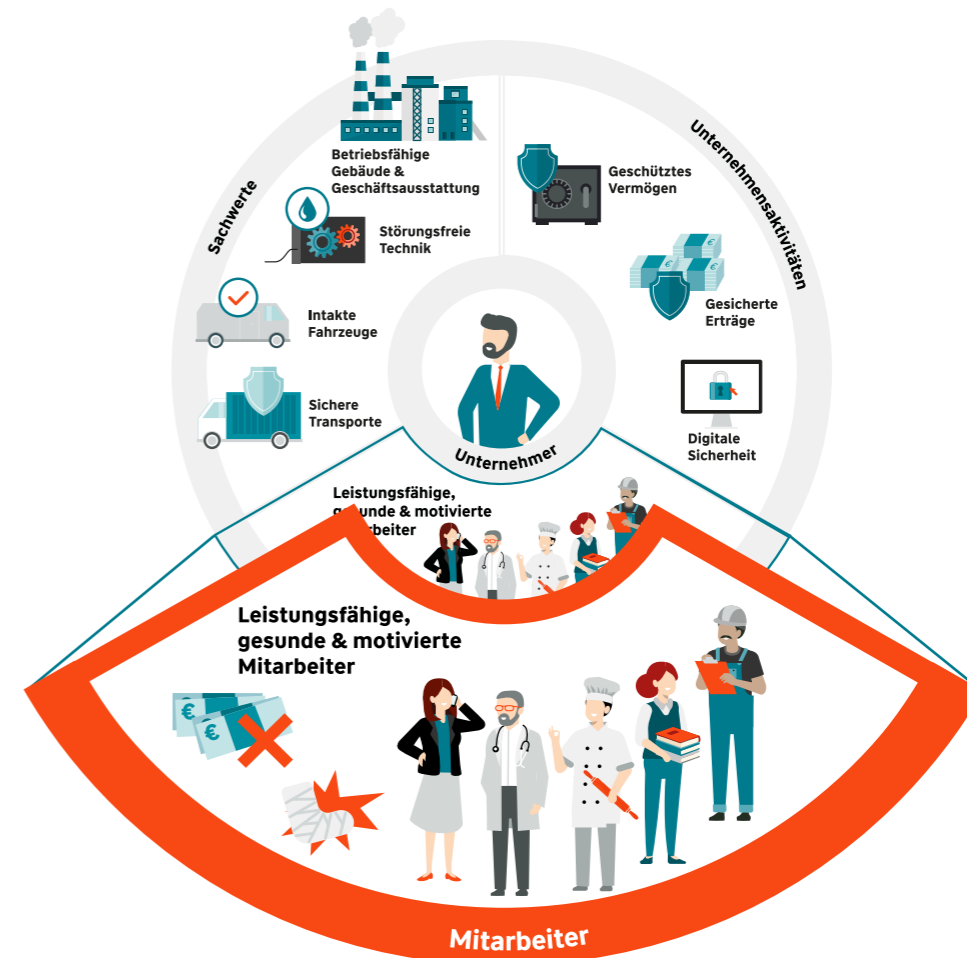 Sachwerte
Betriebsfähige
Gebäude &
Geschäftsausstattung
Störungsfreie
Technik
Intakte
Fahrzeuge
Sichere
Transporte
Unternehmensaktivitäten
Geschütztes
Vermögen
€
€
Gesicherte
Erträge
Digitale
Sicherheit
Unternehmer
Leistungsfähige,
& motivierte
Leistungsfähige,
gesunde & motivierte
Mitarbeiter
€
€
Mitarbeiter